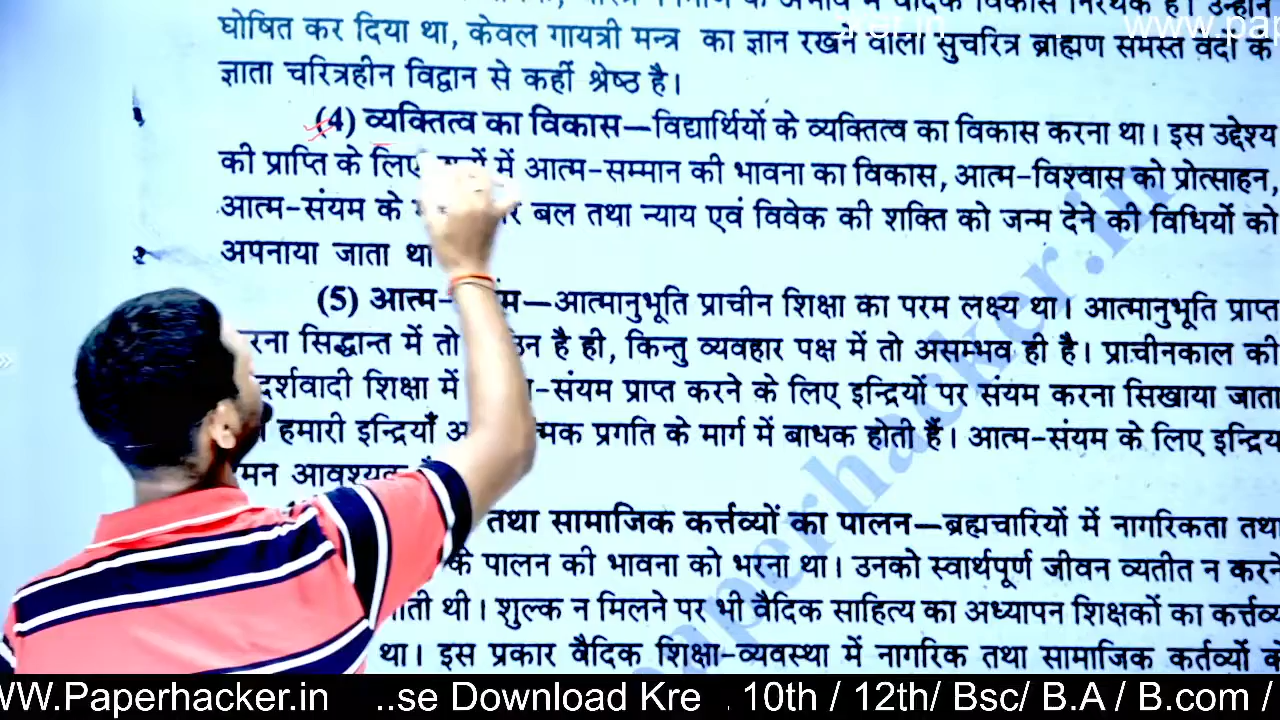 घोषित कर दिया था, केवल गायत्री मन्त्र का ज्ञान रखने वाला सुचरित्र ब्राह्मण समस्त वेदों के
ज्ञाता चरित्रहीन विद्वान से कहीं श्रेष्ठ है।
(4) व्यक्तित्व का विकास—विद्यार्थियों के व्यक्तित्व का विकास करना था। इस उद्देश्य
की प्राप्ति के लिए में आत्म-सम्मान की भावना का विकास, आत्म-विश्वास को प्रोत्साहन,
आत्म-संयम के बल तथा न्याय एवं विवेक की शक्ति को जन्म देने की विधियों को
अपनाया जाता था
(5) आत्म- —आत्मानुभूति प्राचीन शिक्षा का परम लक्ष्य था। आत्मानुभूति प्राप्त
सिद्धान्त में तो है ही, किन्तु व्यवहार पक्ष में तो असम्भव ही है। प्राचीनकाल की
शिक्षा में -संयम प्राप्त करने के लिए इन्द्रियों पर संयम करना सिखाया जाता
हमारी इन्द्रियाँ प्रगति के मार्ग में बाधक होती हैं। आत्म-संयम के लिए इन्द्रिय
तथा सामाजिक कर्त्तव्यों का पालन—ब्रह्मचारियों में नागरिकता तथा
के पालन की भावना को भरना था। उनको स्वार्थपूर्ण जीवन व्यतीत न करने
थी। शुल्क न मिलने पर भी वैदिक साहित्य का अध्यापन शिक्षकों का कर्त्तव्य
था। इस प्रकार वैदिक शिक्षा-व्यवस्था में नागरिक तथा सामाजिक कर्तव्यों
paperhacker.in
WW.Paperhacker.in ..se Download Kre 10th / 12th/ Bsc/ B.A / B.com /